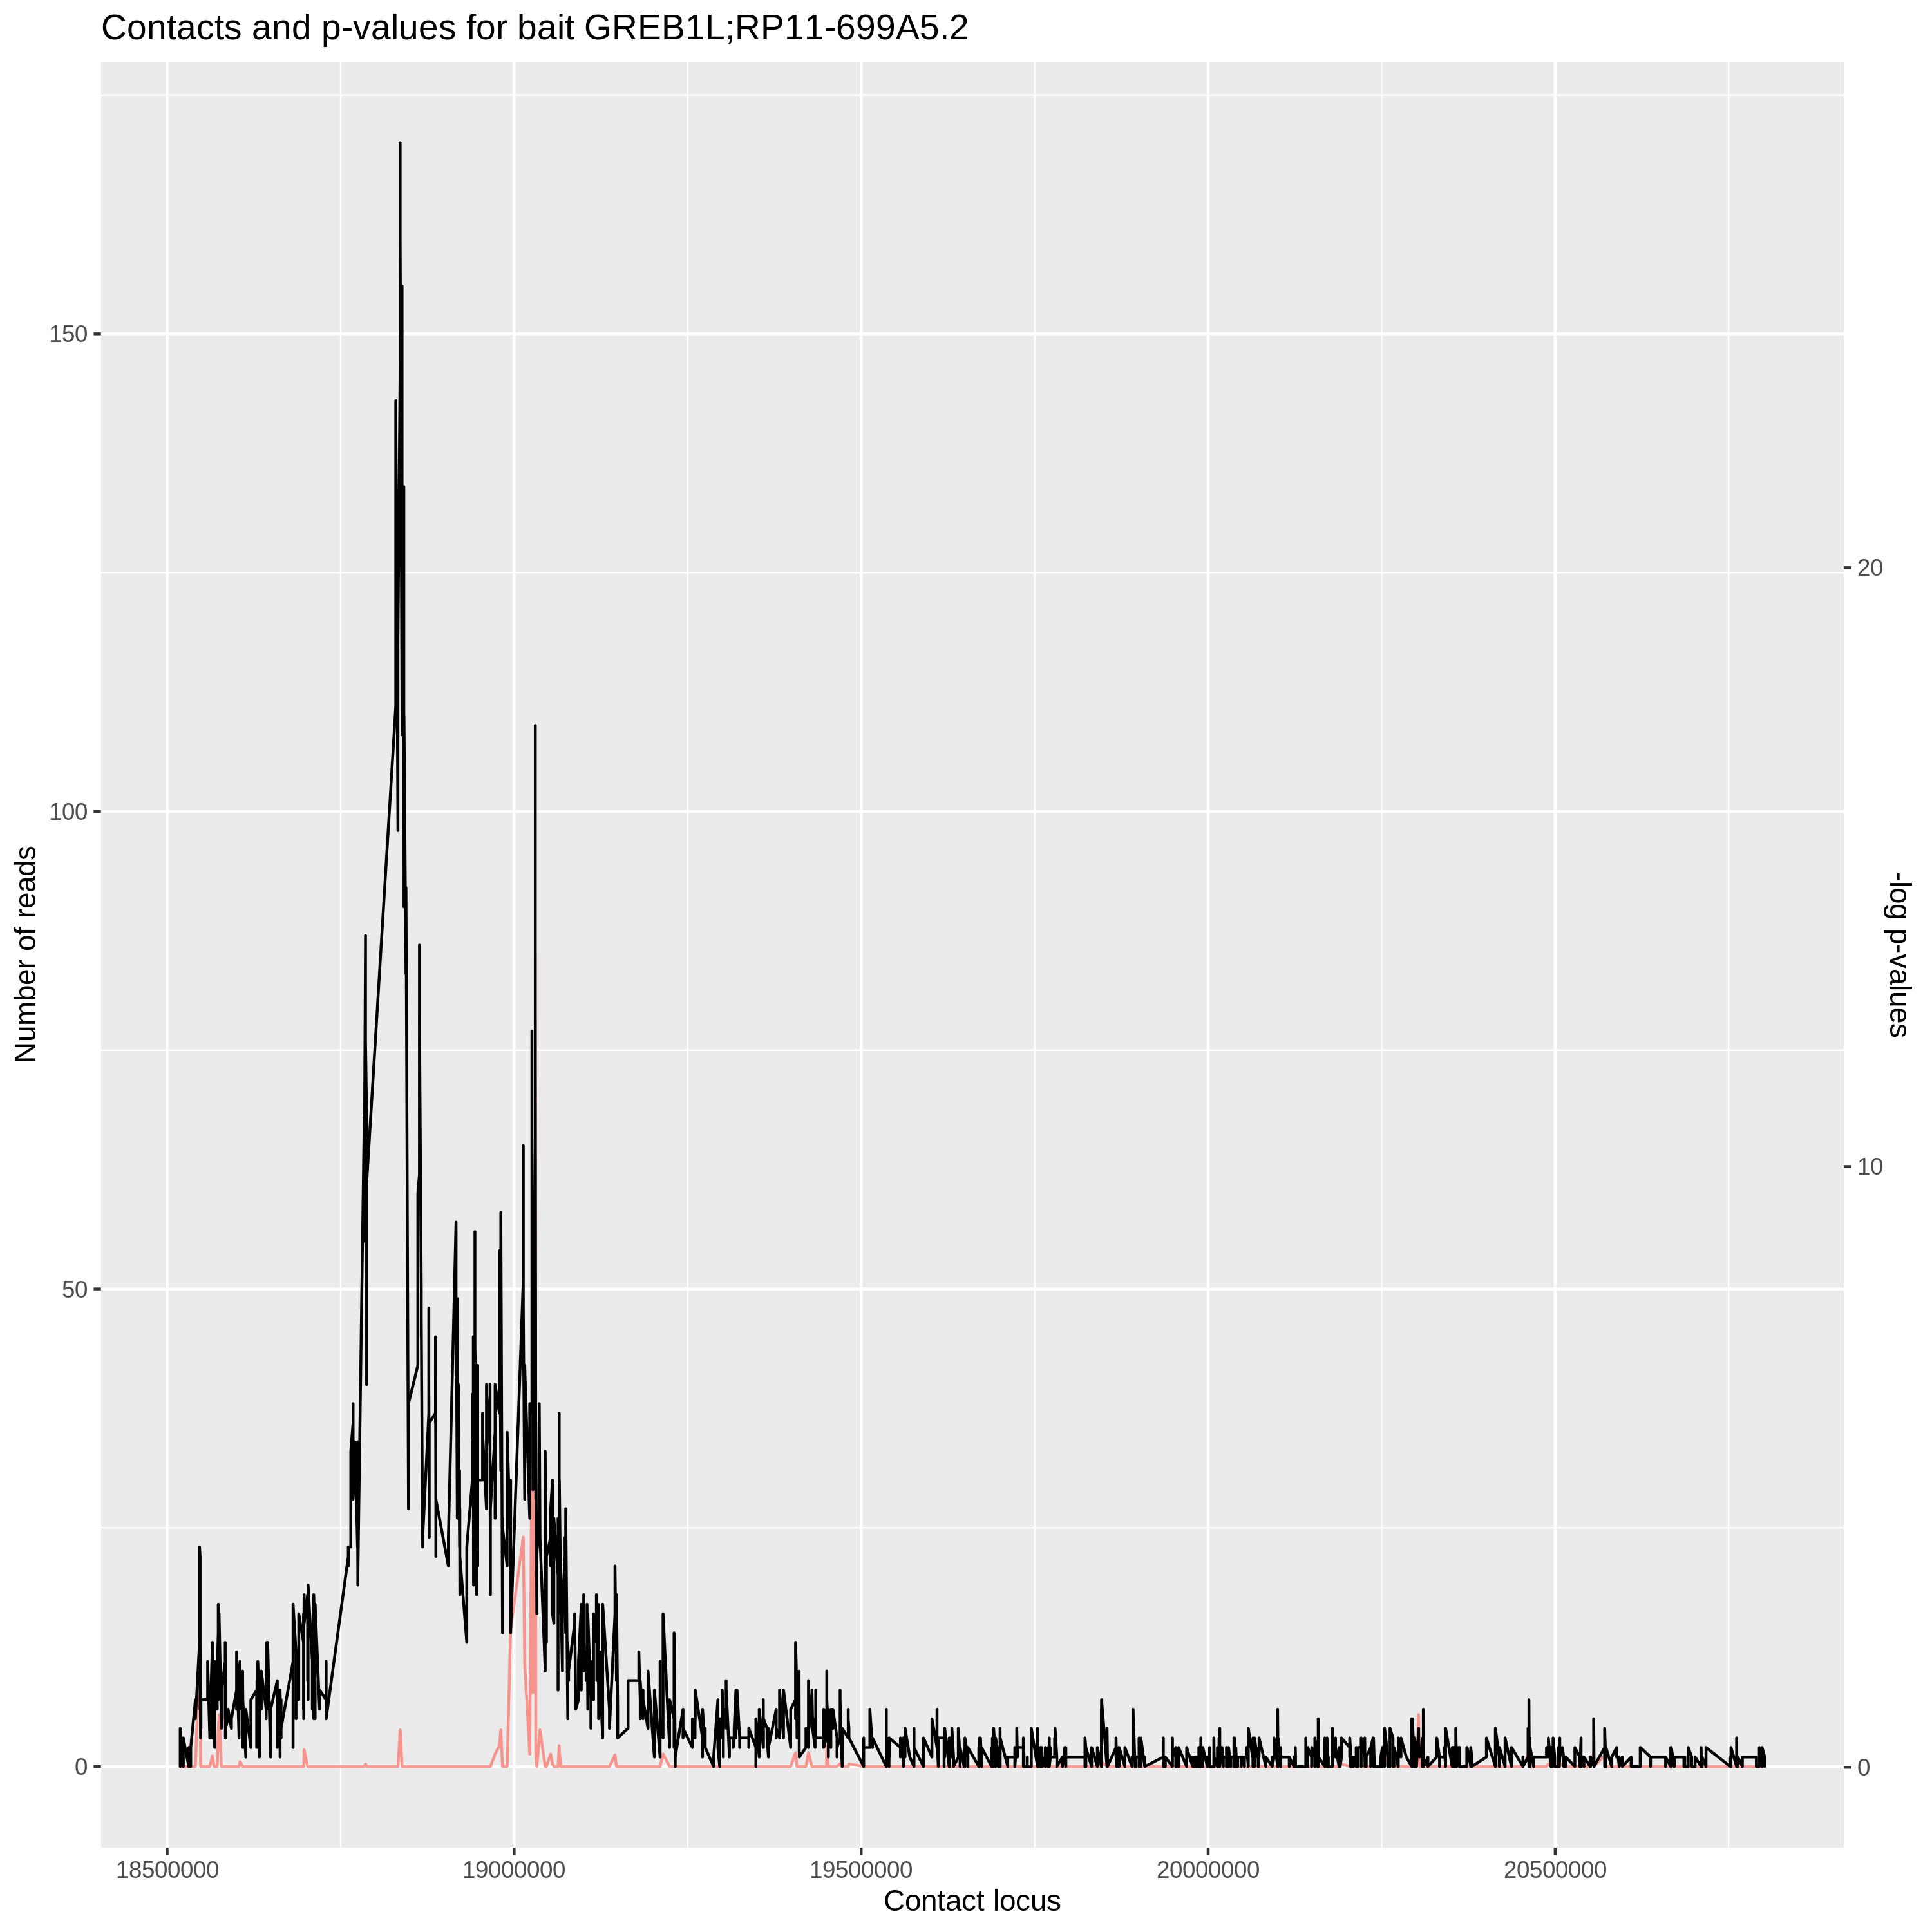 Contacts and p-values for bait GREB1L;RP11-699A5.2
150
100
50
0
Number of reads
20
10
0
-log p-values
18500000 19000000 19500000 20000000 20500000
Contact locus